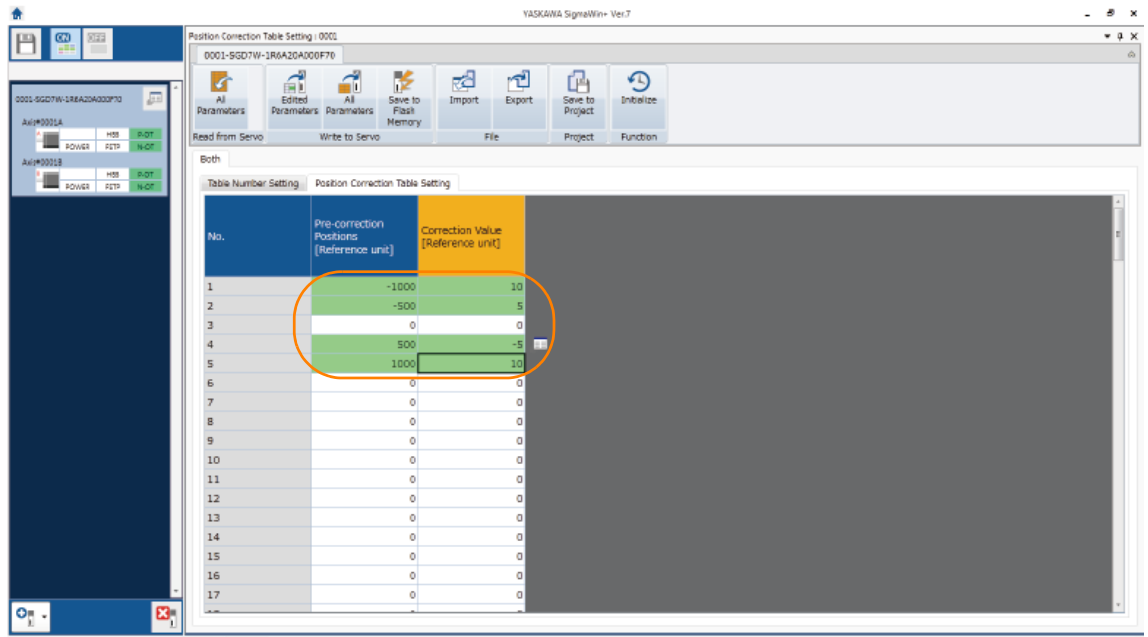 YASKAWA SigmaWin+ Ver.7
ON OFF
Position Correction Table Setting : 0001
0001-SGD7W-1R6A20A000F70
All Parameters
Edited Parameters
All Parameters
Save to Flash Memory
Import
Export
Save to Project
Initialize
Read from Servo
Write to Servo
File
Project
Function
0001-SGD7W-1R6A20A000F70
Axis#0001A
HBB P-OT
POWER FSTP N-OT
Axis#0001B
HBB P-OT
POWER FSTP N-OT
Both
Table Number Setting
Position Correction Table Setting
No.
Pre-correction
Positions
[Reference unit]
Correction Value
[Reference unit]
1 -1000 10
2 -500 5
3 0 0
4 500 -5
5 1000 10
6 0 0
7 0 0
8 0 0
9 0 0
10 0 0
11 0 0
12 0 0
13 0 0
14 0 0
15 0 0
16 0 0
17 0 0